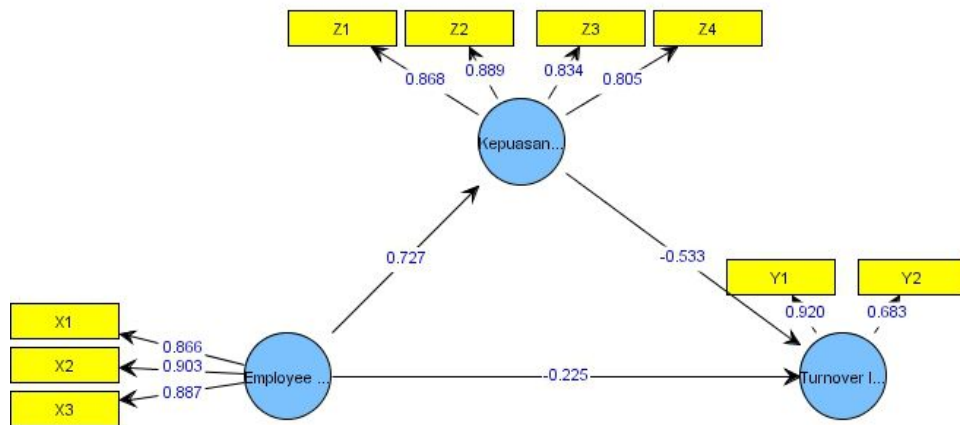 Z1 Z2 Z3 Z4
0.868 0.889 0.834 0.805
Kepuasan...
0.727 -0.533
Y1 Y2
0.920 0.683
X1
X2
X3
0.866
0.903
0.887
Employee ...
-0.225
Turnover I...